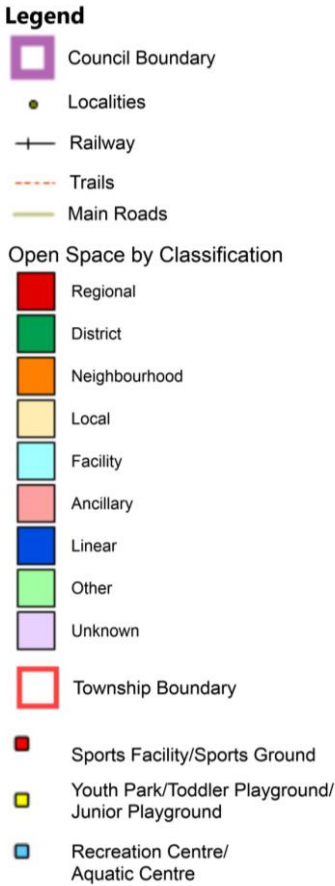 Legend
Council Boundary
Localities
Railway
Trails
Main Roads
Open Space by Classification
Regional
District
Neighbourhood
Local
Facility
Ancillary
Linear
Other
Unknown
Township Boundary
Sports Facility/Sports Ground
Youth Park/Toddler Playground/
Junior Playground
Recreation Centre/
Aquatic Centre